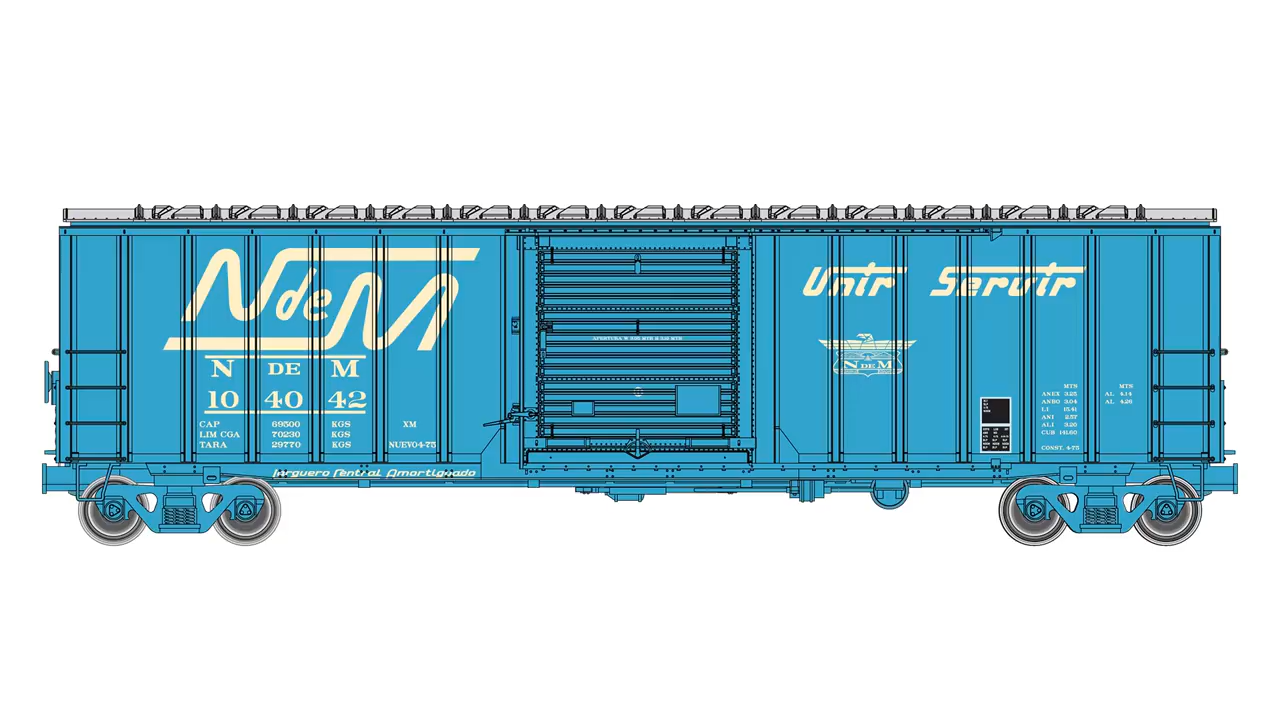 NdeM
N DE M
10 40 42
CAP 69500 KGS XM
LIM CGA 70230 KGS
TARA 29770 KGS NUEVO 4-75
Larguero Central Amortiguado
Unir Servir
N DE M
MTS MTS
ANEX 3.25 AL 4.14
ANBO 3.04 AL 4.26
LI 15.41
ANI 2.57
ALI 3.20
CUB 141.60
CONST. 4-75